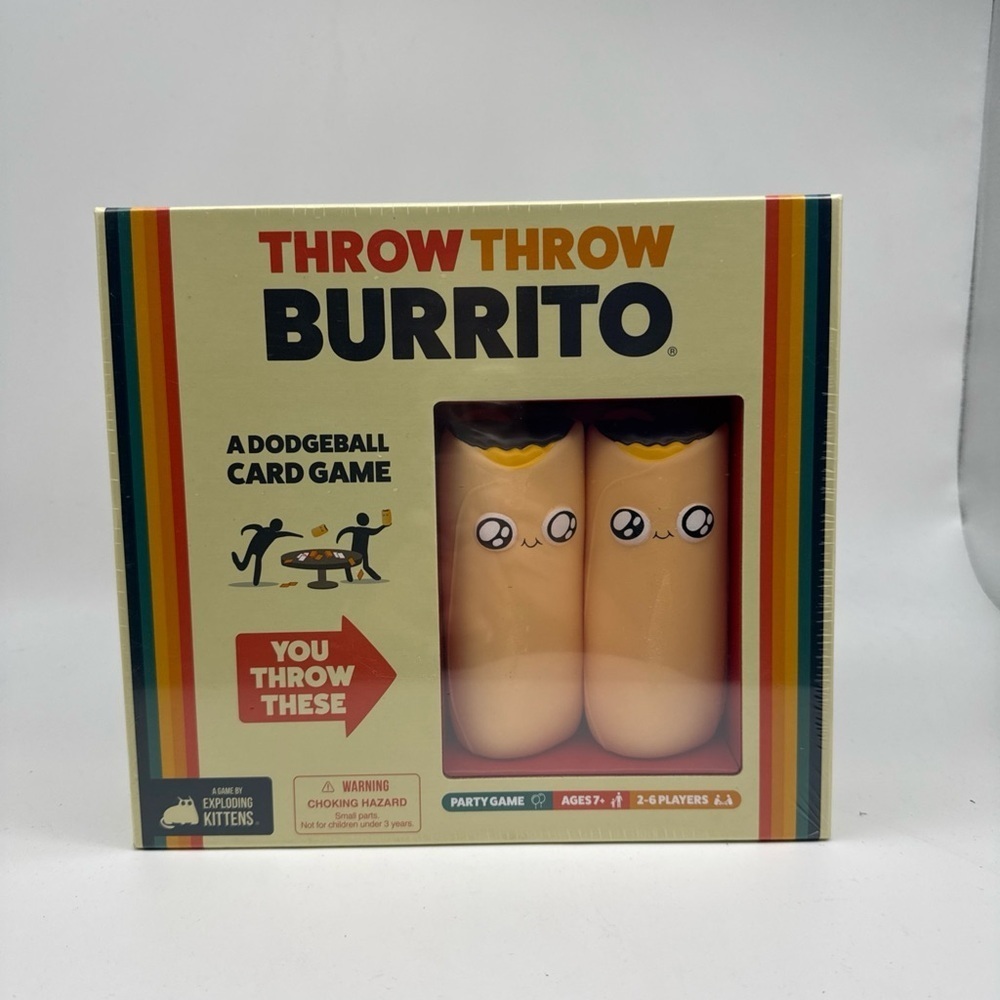 THROW THROW
BURRITO®
A DODGEBALL
CARD GAME
YOU
THROW
THESE
A GAME BY
EXPLODING
KITTENS
⚠ WARNING
CHOKING HAZARD
Small parts.
Not for children under 3 years.
PARTY GAME AGES 7+ 2-6 PLAYERS